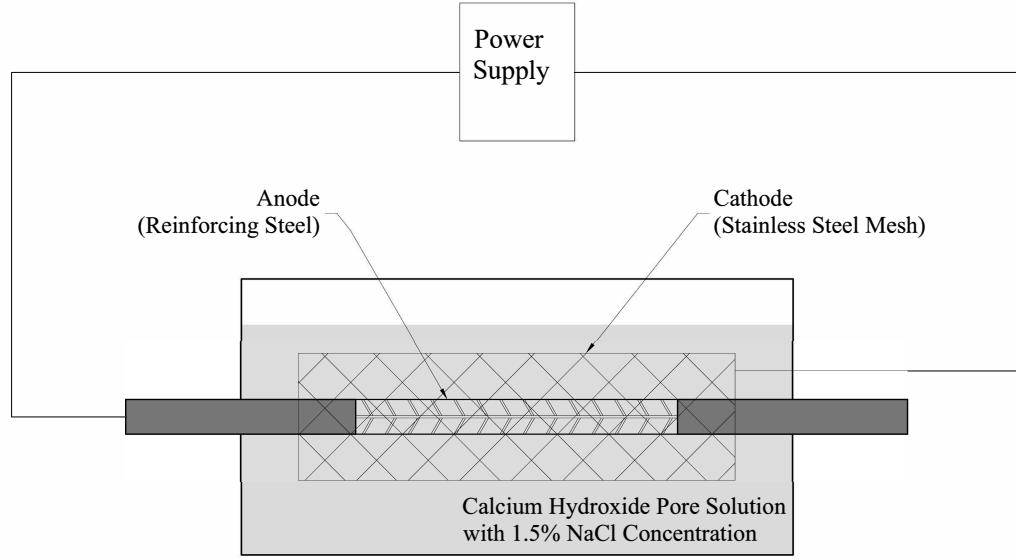 Power
Supply
Anode
(Reinforcing Steel)
Cathode
(Stainless Steel Mesh)
Calcium Hydroxide Pore Solution
with 1.5% NaCl Concentration